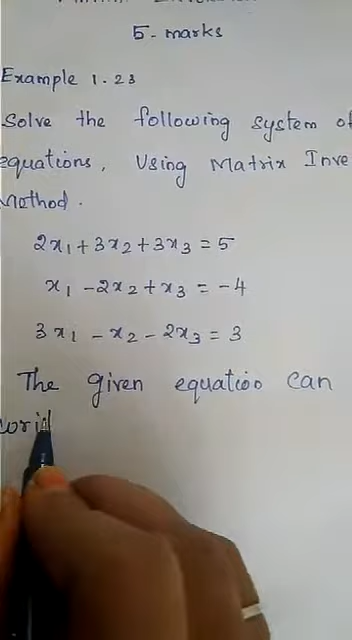 5-marks
Example 1.23
Solve the following system of
equations, Using Matrix Inve
Method.
2x₁ + 3x₂ + 3x₃ = 5
x₁ - 2x₂ + x₃ = -4
3x₁ - x₂ - 2x₃ = 3
The given equation can